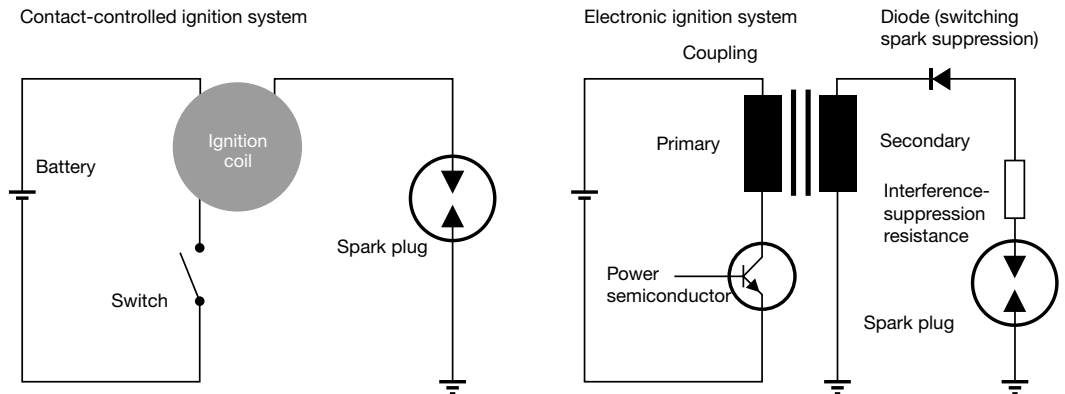 Contact-controlled ignition system
Ignition
coil
Battery
Spark plug
Switch
Electronic ignition system
Diode (switching
spark suppression)
Coupling
Primary
Secondary
Interference-
suppression
resistance
Power
semiconductor
Spark plug